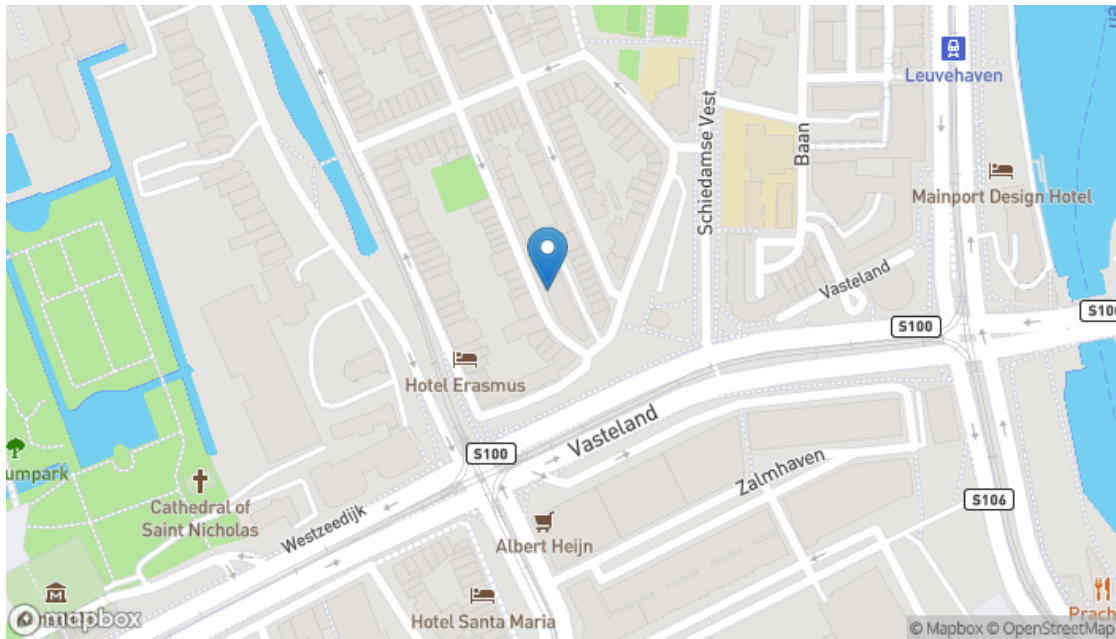 Leuvehaven
Schiedamse Vest
Baan
Mainport Design Hotel
Vasteland
S100
S100
Hotel Erasmus
Vasteland
S100
Zalmhaven
S106
umpark
Cathedral of
Saint Nicholas
Westzeedijk
Albert Heijn
Hotel Santa Maria
Prach
mapbox
© Mapbox © OpenStreetMap